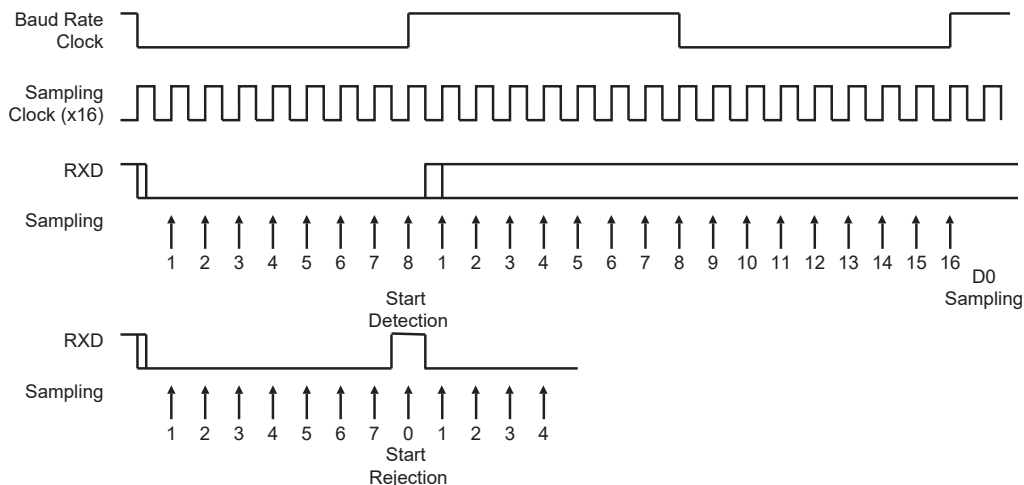 Baud Rate
Clock
Sampling
Clock (x16)
RXD
Sampling
1 2 3 4 5 6 7 8 1 2 3 4 5 6 7 8 9 10 11 12 13 14 15 16
D0
Sampling
Start
Detection
RXD
Sampling
1 2 3 4 5 6 7 0 1 2 3 4
Start
Rejection